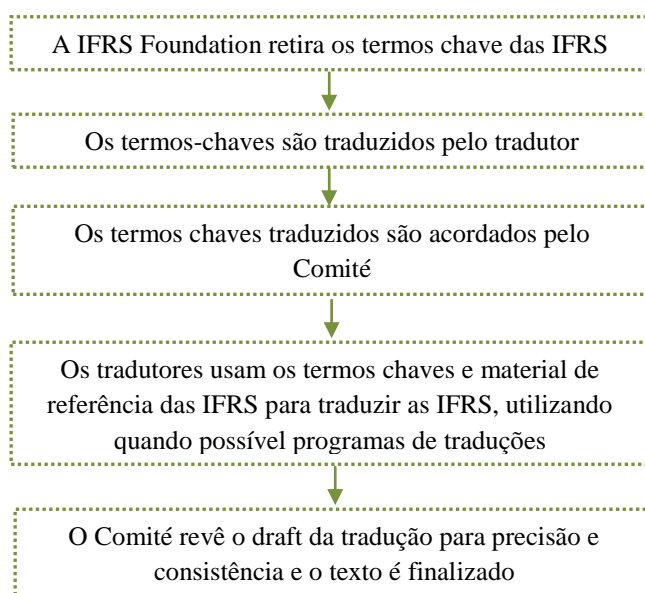 A IFRS Foundation retira os termos chave das IFRS
Os termos-chaves são traduzidos pelo tradutor
Os termos chaves traduzidos são acordados pelo
Comité
Os tradutores usam os termos chaves e material de
referência das IFRS para traduzir as IFRS, utilizando
quando possível programas de traduções
O Comité revê o draft da tradução para precisão e
consistência e o texto é finalizado